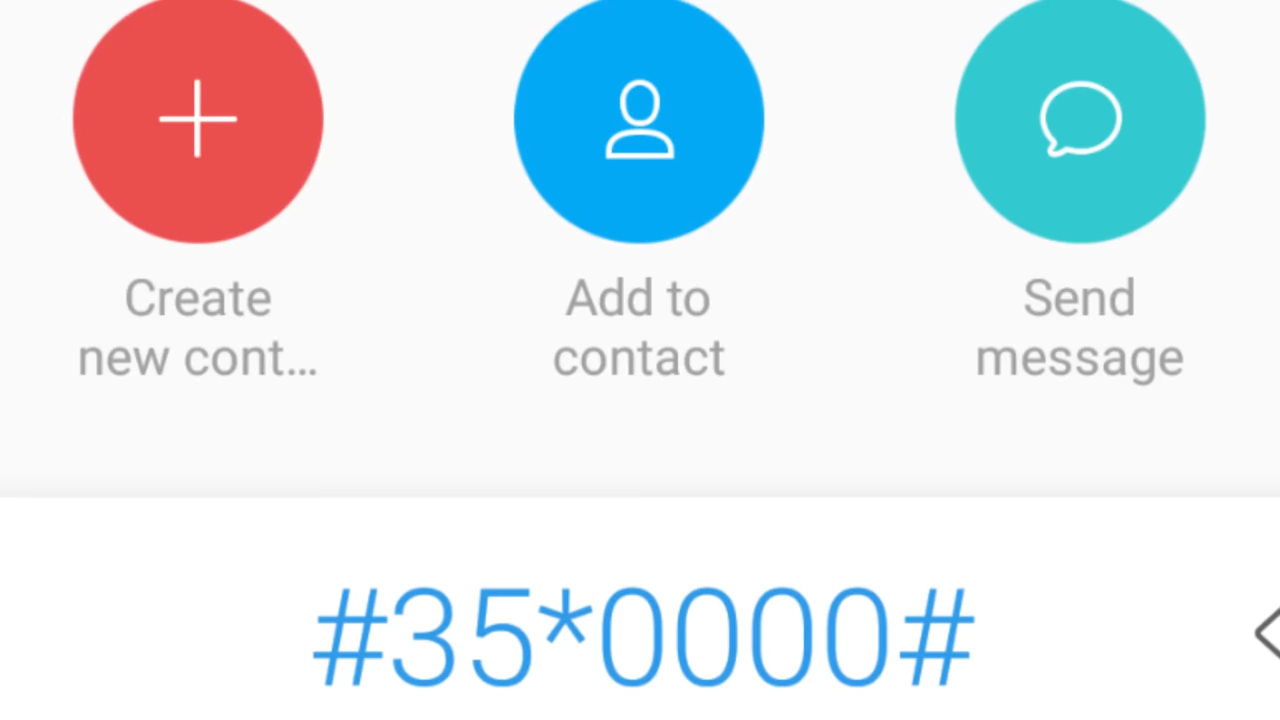 Create
new cont...
Add to
contact
Send
message
#35*0000#